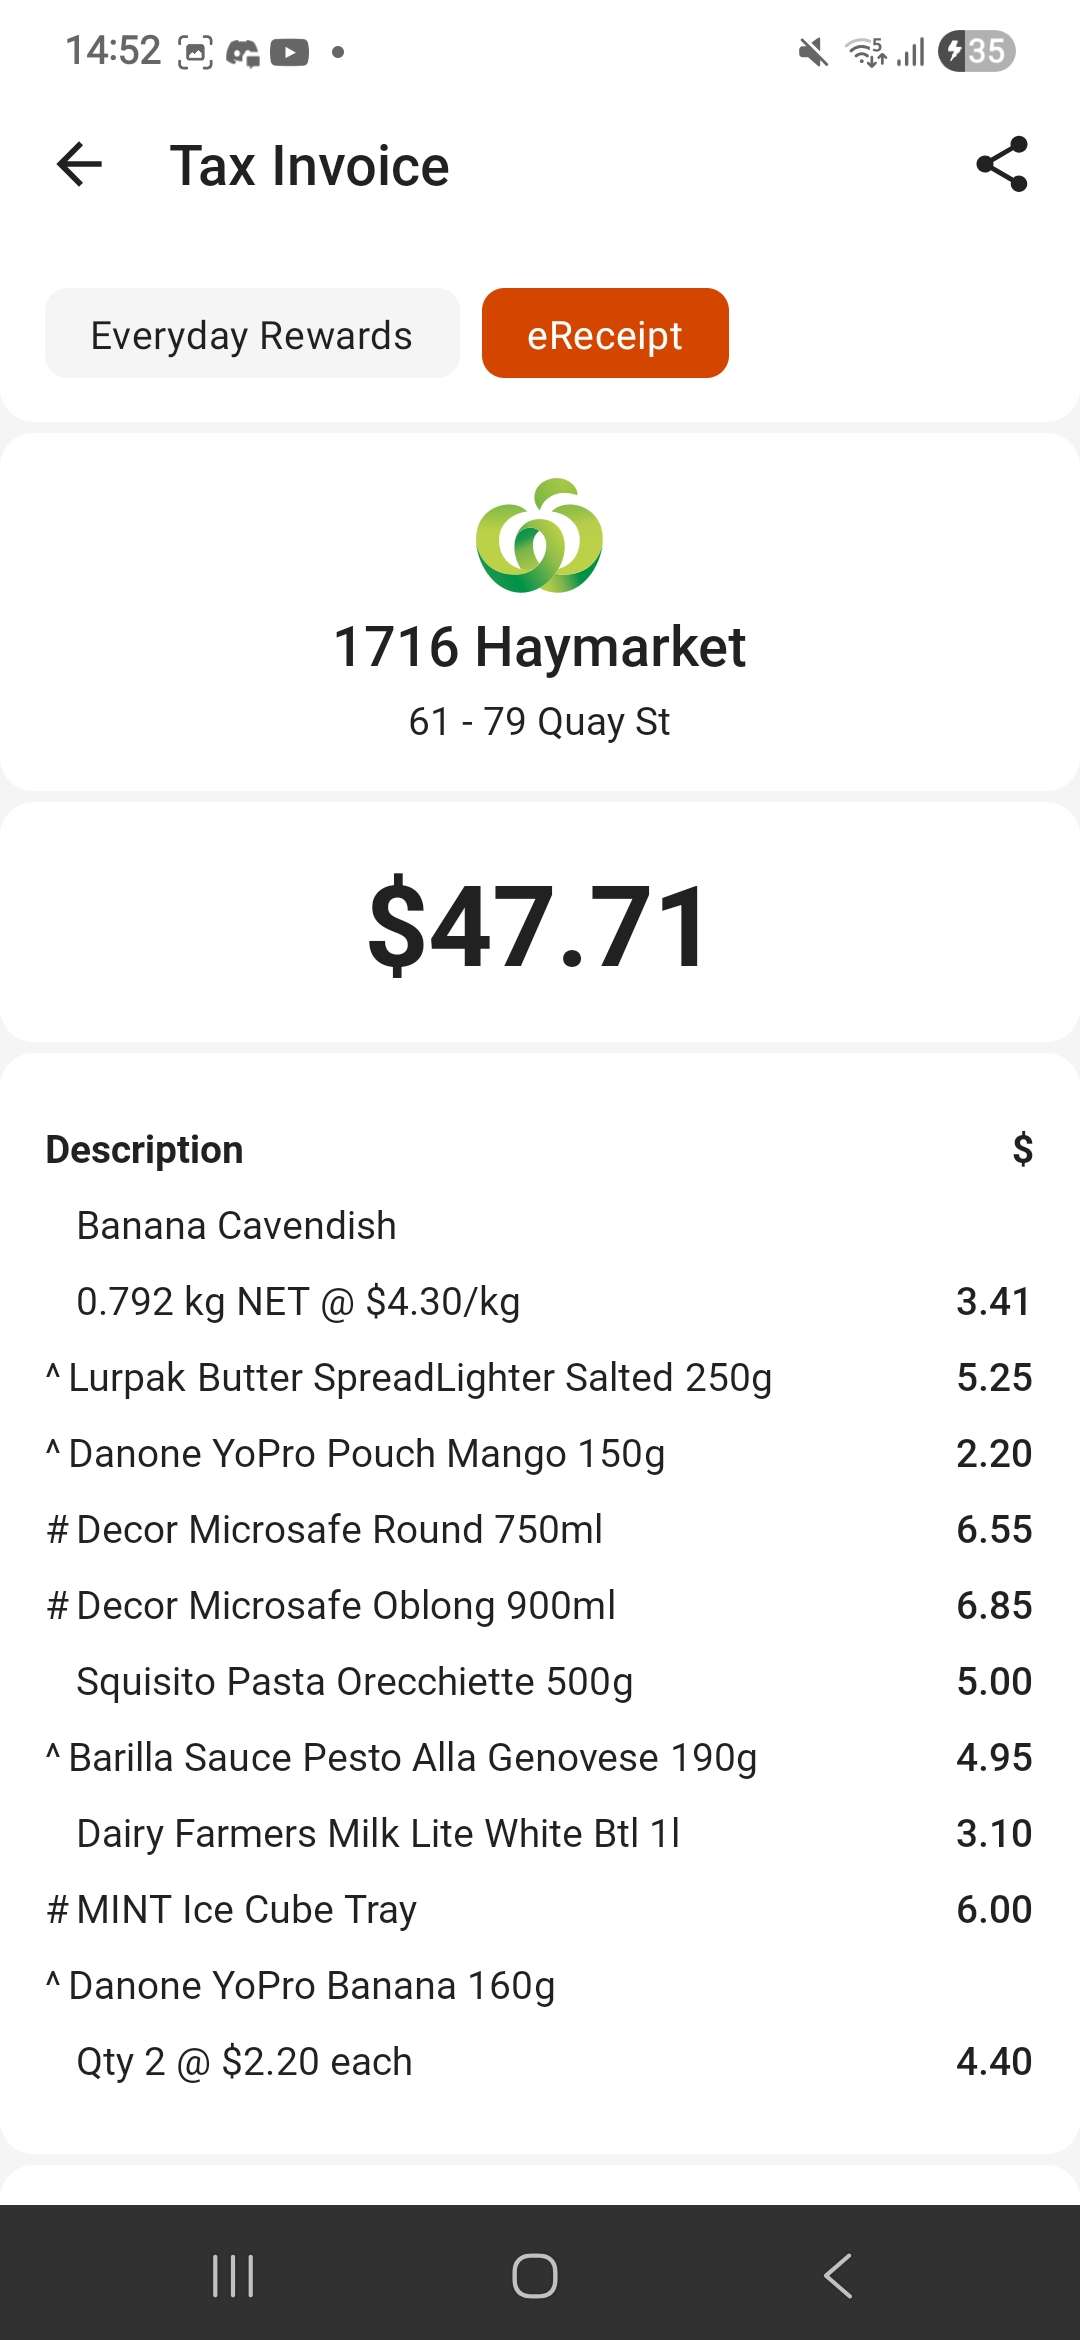 14:52
5
35
Tax Invoice
Everyday Rewards
eReceipt
1716 Haymarket
61 - 79 Quay St
$47.71
Description $
Banana Cavendish
0.792 kg NET @ $4.30/kg 3.41
^ Lurpak Butter SpreadLighter Salted 250g 5.25
^ Danone YoPro Pouch Mango 150g 2.20
# Decor Microsafe Round 750ml 6.55
# Decor Microsafe Oblong 900ml 6.85
Squisito Pasta Orecchiette 500g 5.00
^ Barilla Sauce Pesto Alla Genovese 190g 4.95
Dairy Farmers Milk Lite White Btl 1l 3.10
# MINT Ice Cube Tray 6.00
^ Danone YoPro Banana 160g
Qty 2 @ $2.20 each 4.40